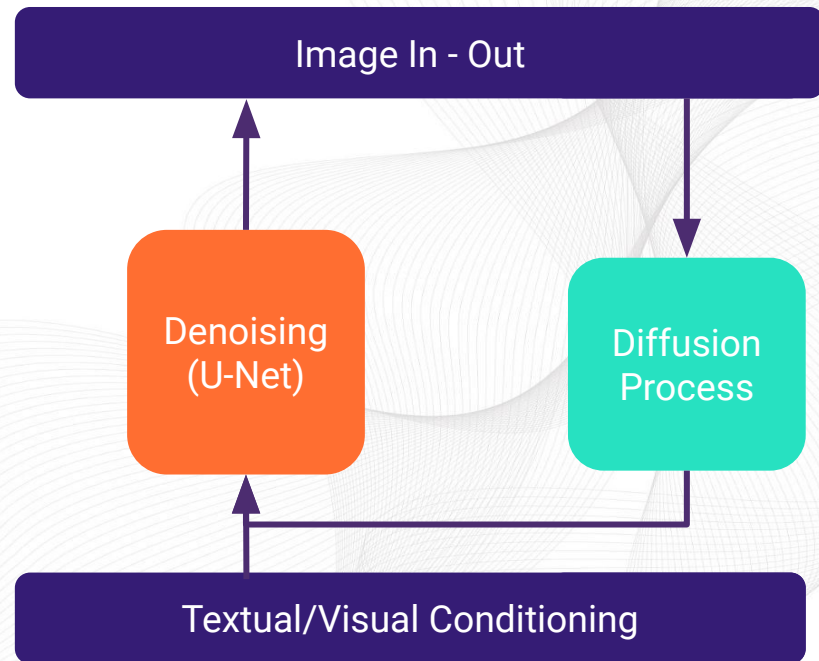 Image In - Out
Denoising
(U-Net)
Diffusion
Process
Textual/Visual Conditioning